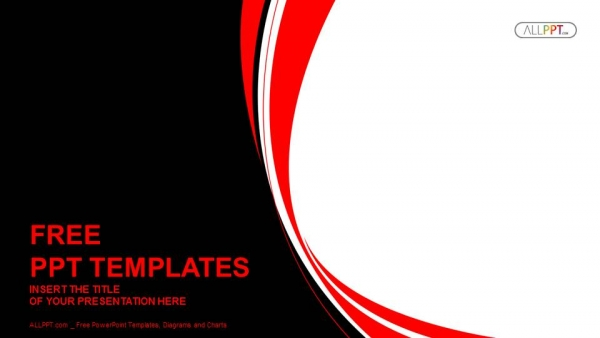 ALLPPT.com
FREE
PPT TEMPLATES
INSERT THE TITLE
OF YOUR PRESENTATION HERE
ALLPPT.com _ Free PowerPoint Templates, Diagrams and Charts